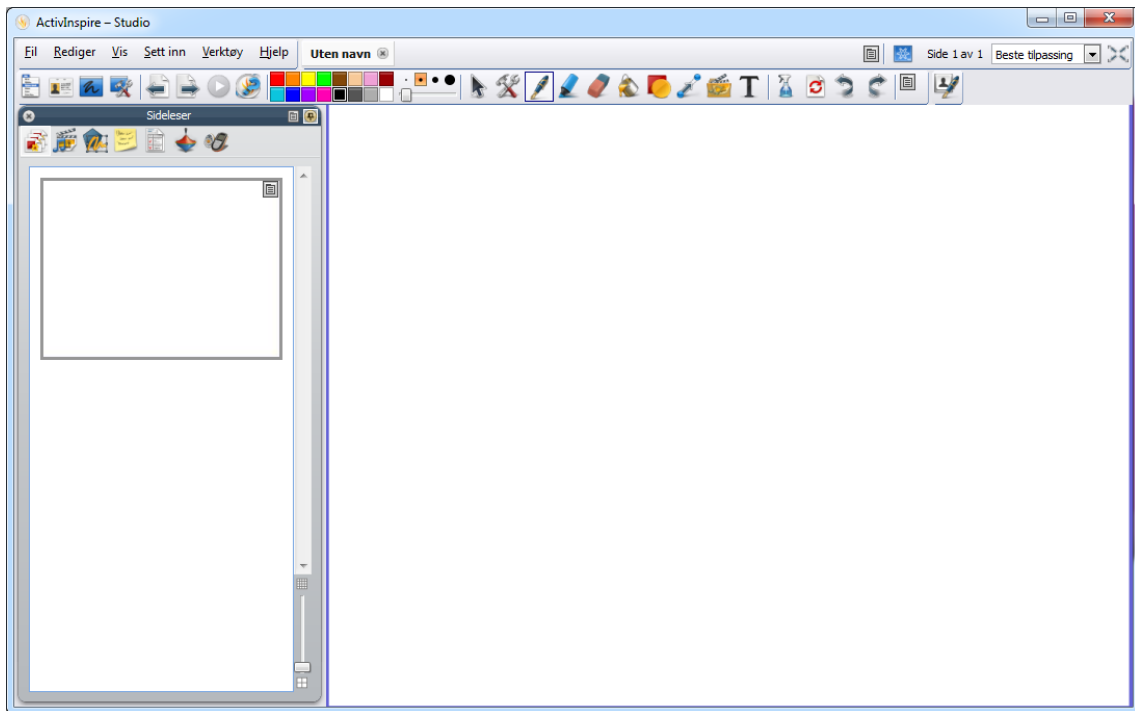 ActivInspire – Studio
Fil Rediger Vis Sett inn Verktøy Hjelp Uten navn Side 1 av 1 Beste tilpassing
T
Sideleser